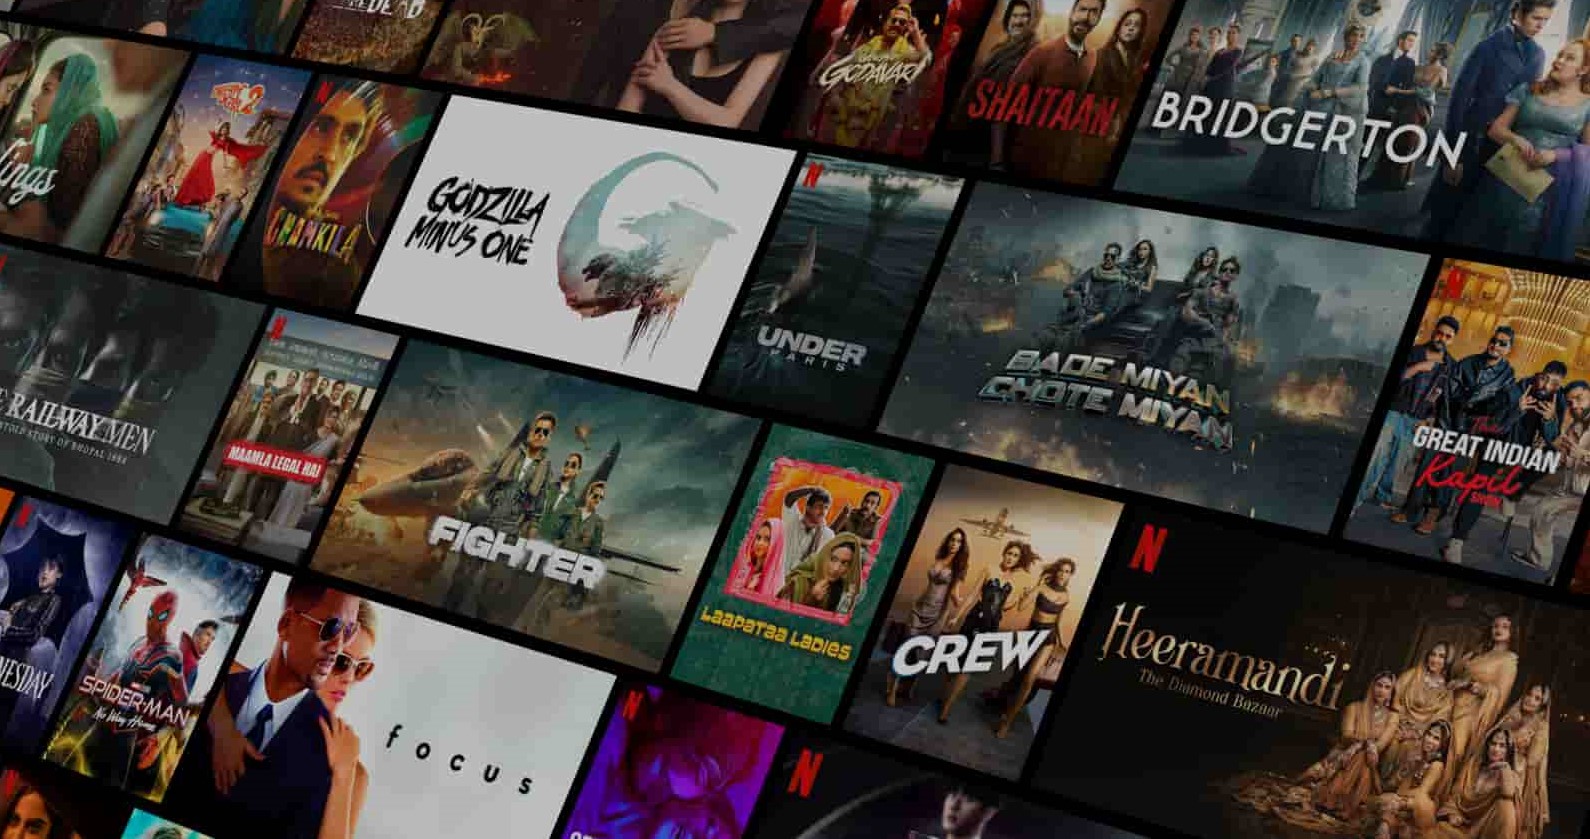 GODAVARI
SHAITAAN
BRIDGERTON
CHAMKILA
GODZILLA
MINUS ONE
UNDER
PARIS
BADE MIYAN
CHOTE MIYAN
The
GREAT INDIAN
Kapil
SHOW
RAILWAY MEN
STORY OF BHOPAL 1984
MAAMLA LEGAL HAI
FIGHTER
LAAPATAA LADIES
CREW
Heeramandi
The Diamond Bazaar
NESDAY
SPIDER-MAN
No Way Home
focus
N